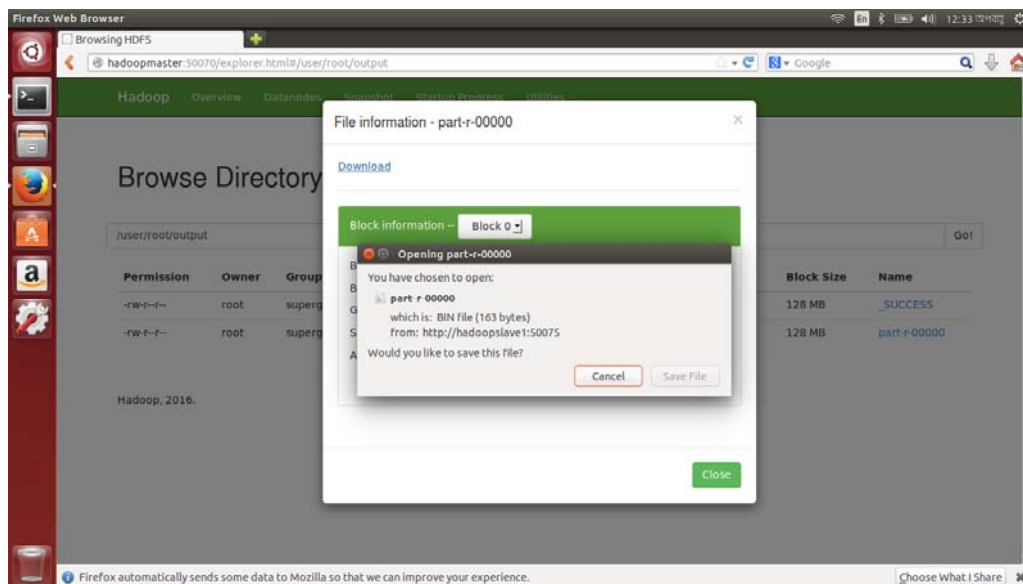 Firefox Web Browser
En
12:33 অপরাহ্ণ
Browsing HDFS
hadoopmaster:50070/explorer.html#/user/root/output
Google
Hadoop Overview Datanodes Snapshot Startup Progress Utilities
File information - part-r-00000
×
Download
Browse Directory
Block information -- Block 0
/user/root/output
Go!
Opening part-r-00000
You have chosen to open:
part-r-00000
which is: BIN file (163 bytes)
from: http://hadoopslave1:50075
Would you like to save this file?
Cancel Save File
Permission Owner Group Block Size Name
-rw-r--r-- root superg 128 MB _SUCCESS
-rw-r--r-- root superg 128 MB part-r-00000
B
B
G
S
A
Hadoop, 2016.
Close
Firefox automatically sends some data to Mozilla so that we can improve your experience.
Choose What I Share